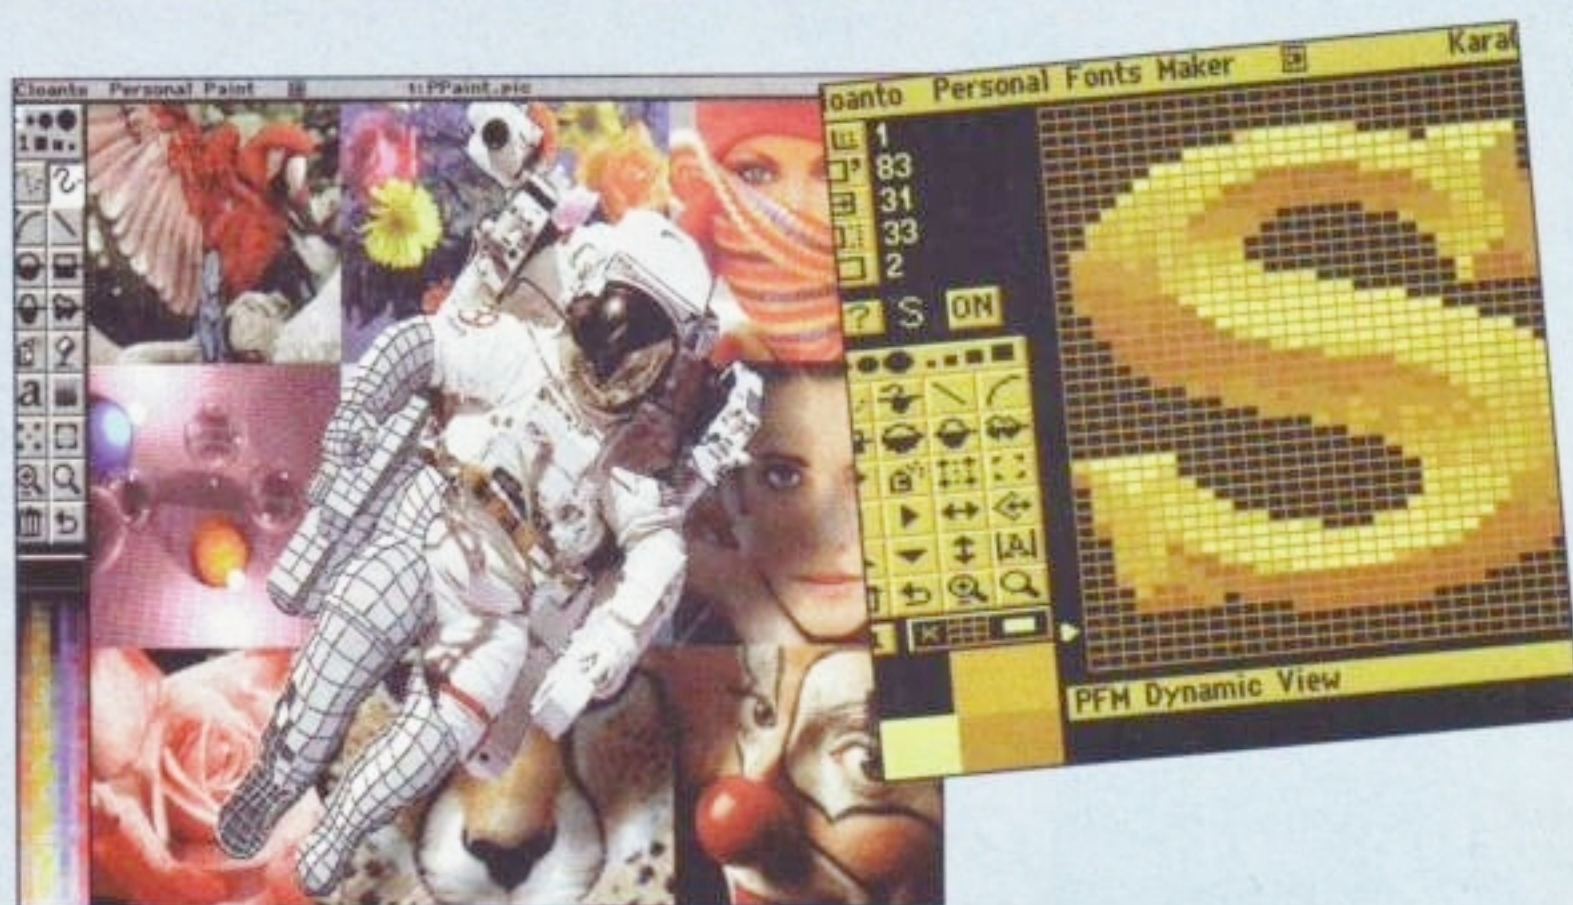 Cloanto Personal Paint t:PPaint.pic
1
a
oanto Personal Fonts Maker Kara
1
83
31
33
2
? S ON
[A]
PFM Dynamic View